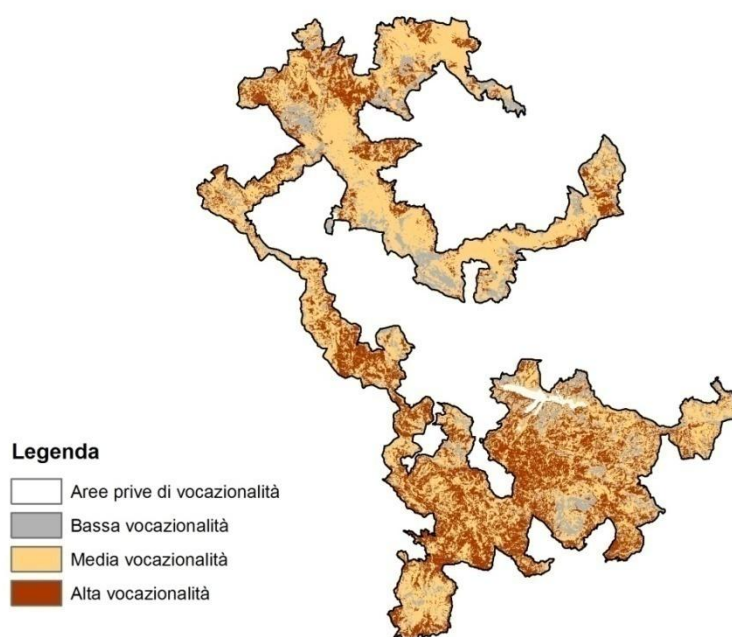 Legenda
Aree prive di vocazionalità
Bassa vocazionalità
Media vocazionalità
Alta vocazionalità